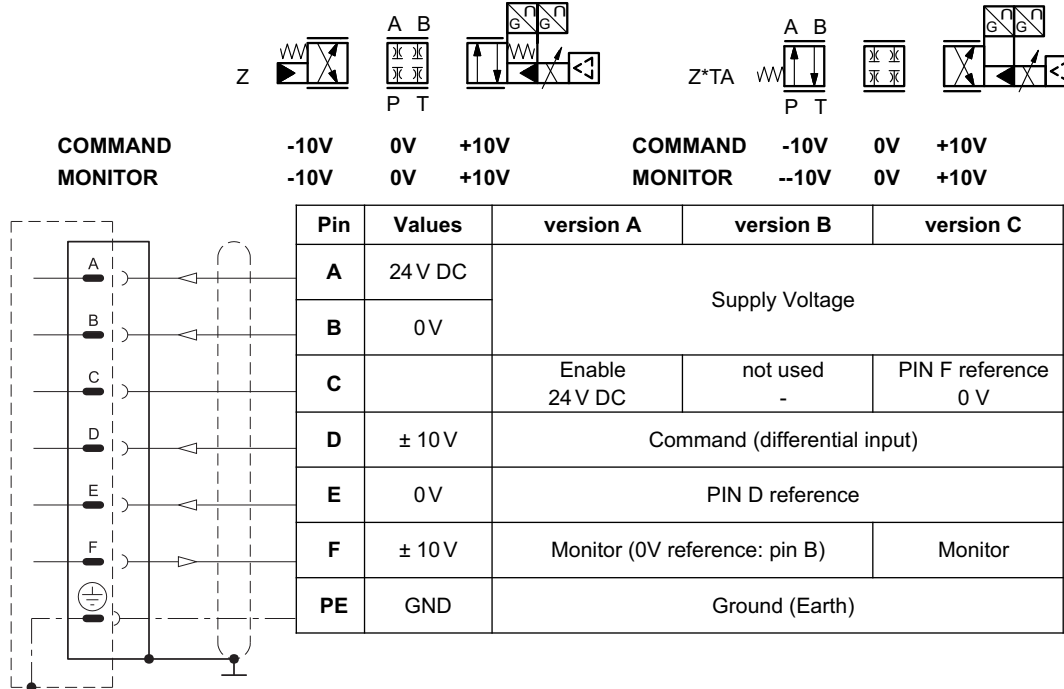 A B
G G
Z
P T
A B
G G
Z*TA
P T
COMMAND -10V 0V +10V
MONITOR -10V 0V +10V
COMMAND -10V 0V +10V
MONITOR --10V 0V +10V
Pin Values version A version B version C
A A 24 V DC Supply Voltage
B B 0 V
C C Enable 24 V DC not used - PIN F reference 0 V
D D ± 10 V Command (differential input)
E E 0 V PIN D reference
F F ± 10 V Monitor (0V reference: pin B) Monitor
PE GND Ground (Earth)